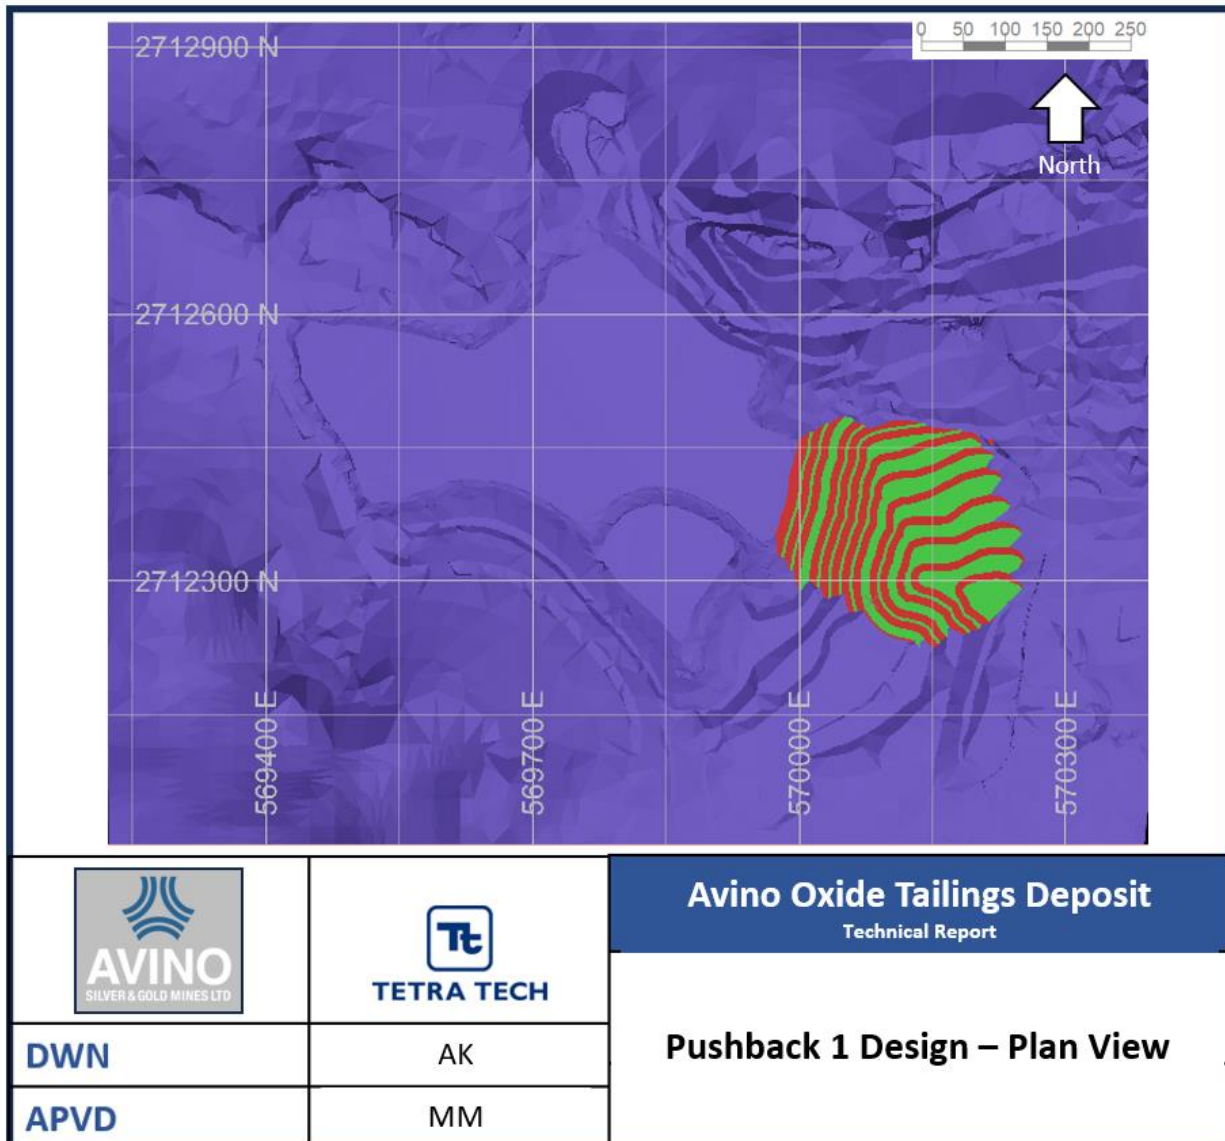 2712900 N
0 50 100 150 200 250
North
2712600 N
2712300 N
569400 E
569700 E
570000 E
570300 E
AVINO
SILVER & GOLD MINES LTD
Tt
TETRA TECH
Avino Oxide Tailings Deposit
Technical Report
Pushback 1 Design – Plan View
DWN
AK
APVD
MM